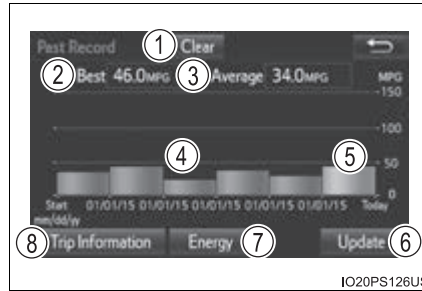 Past Record 1 Clear
2 Best 46.0MPG 3 Average 34.0MPG MPG
150
100
4 5 50
0
Start 01/01/15 01/01/15 01/01/15 01/01/15 01/01/15 Today
mm/dd/yy
8 Trip Information Energy 7 Update 6
IO20PS126US